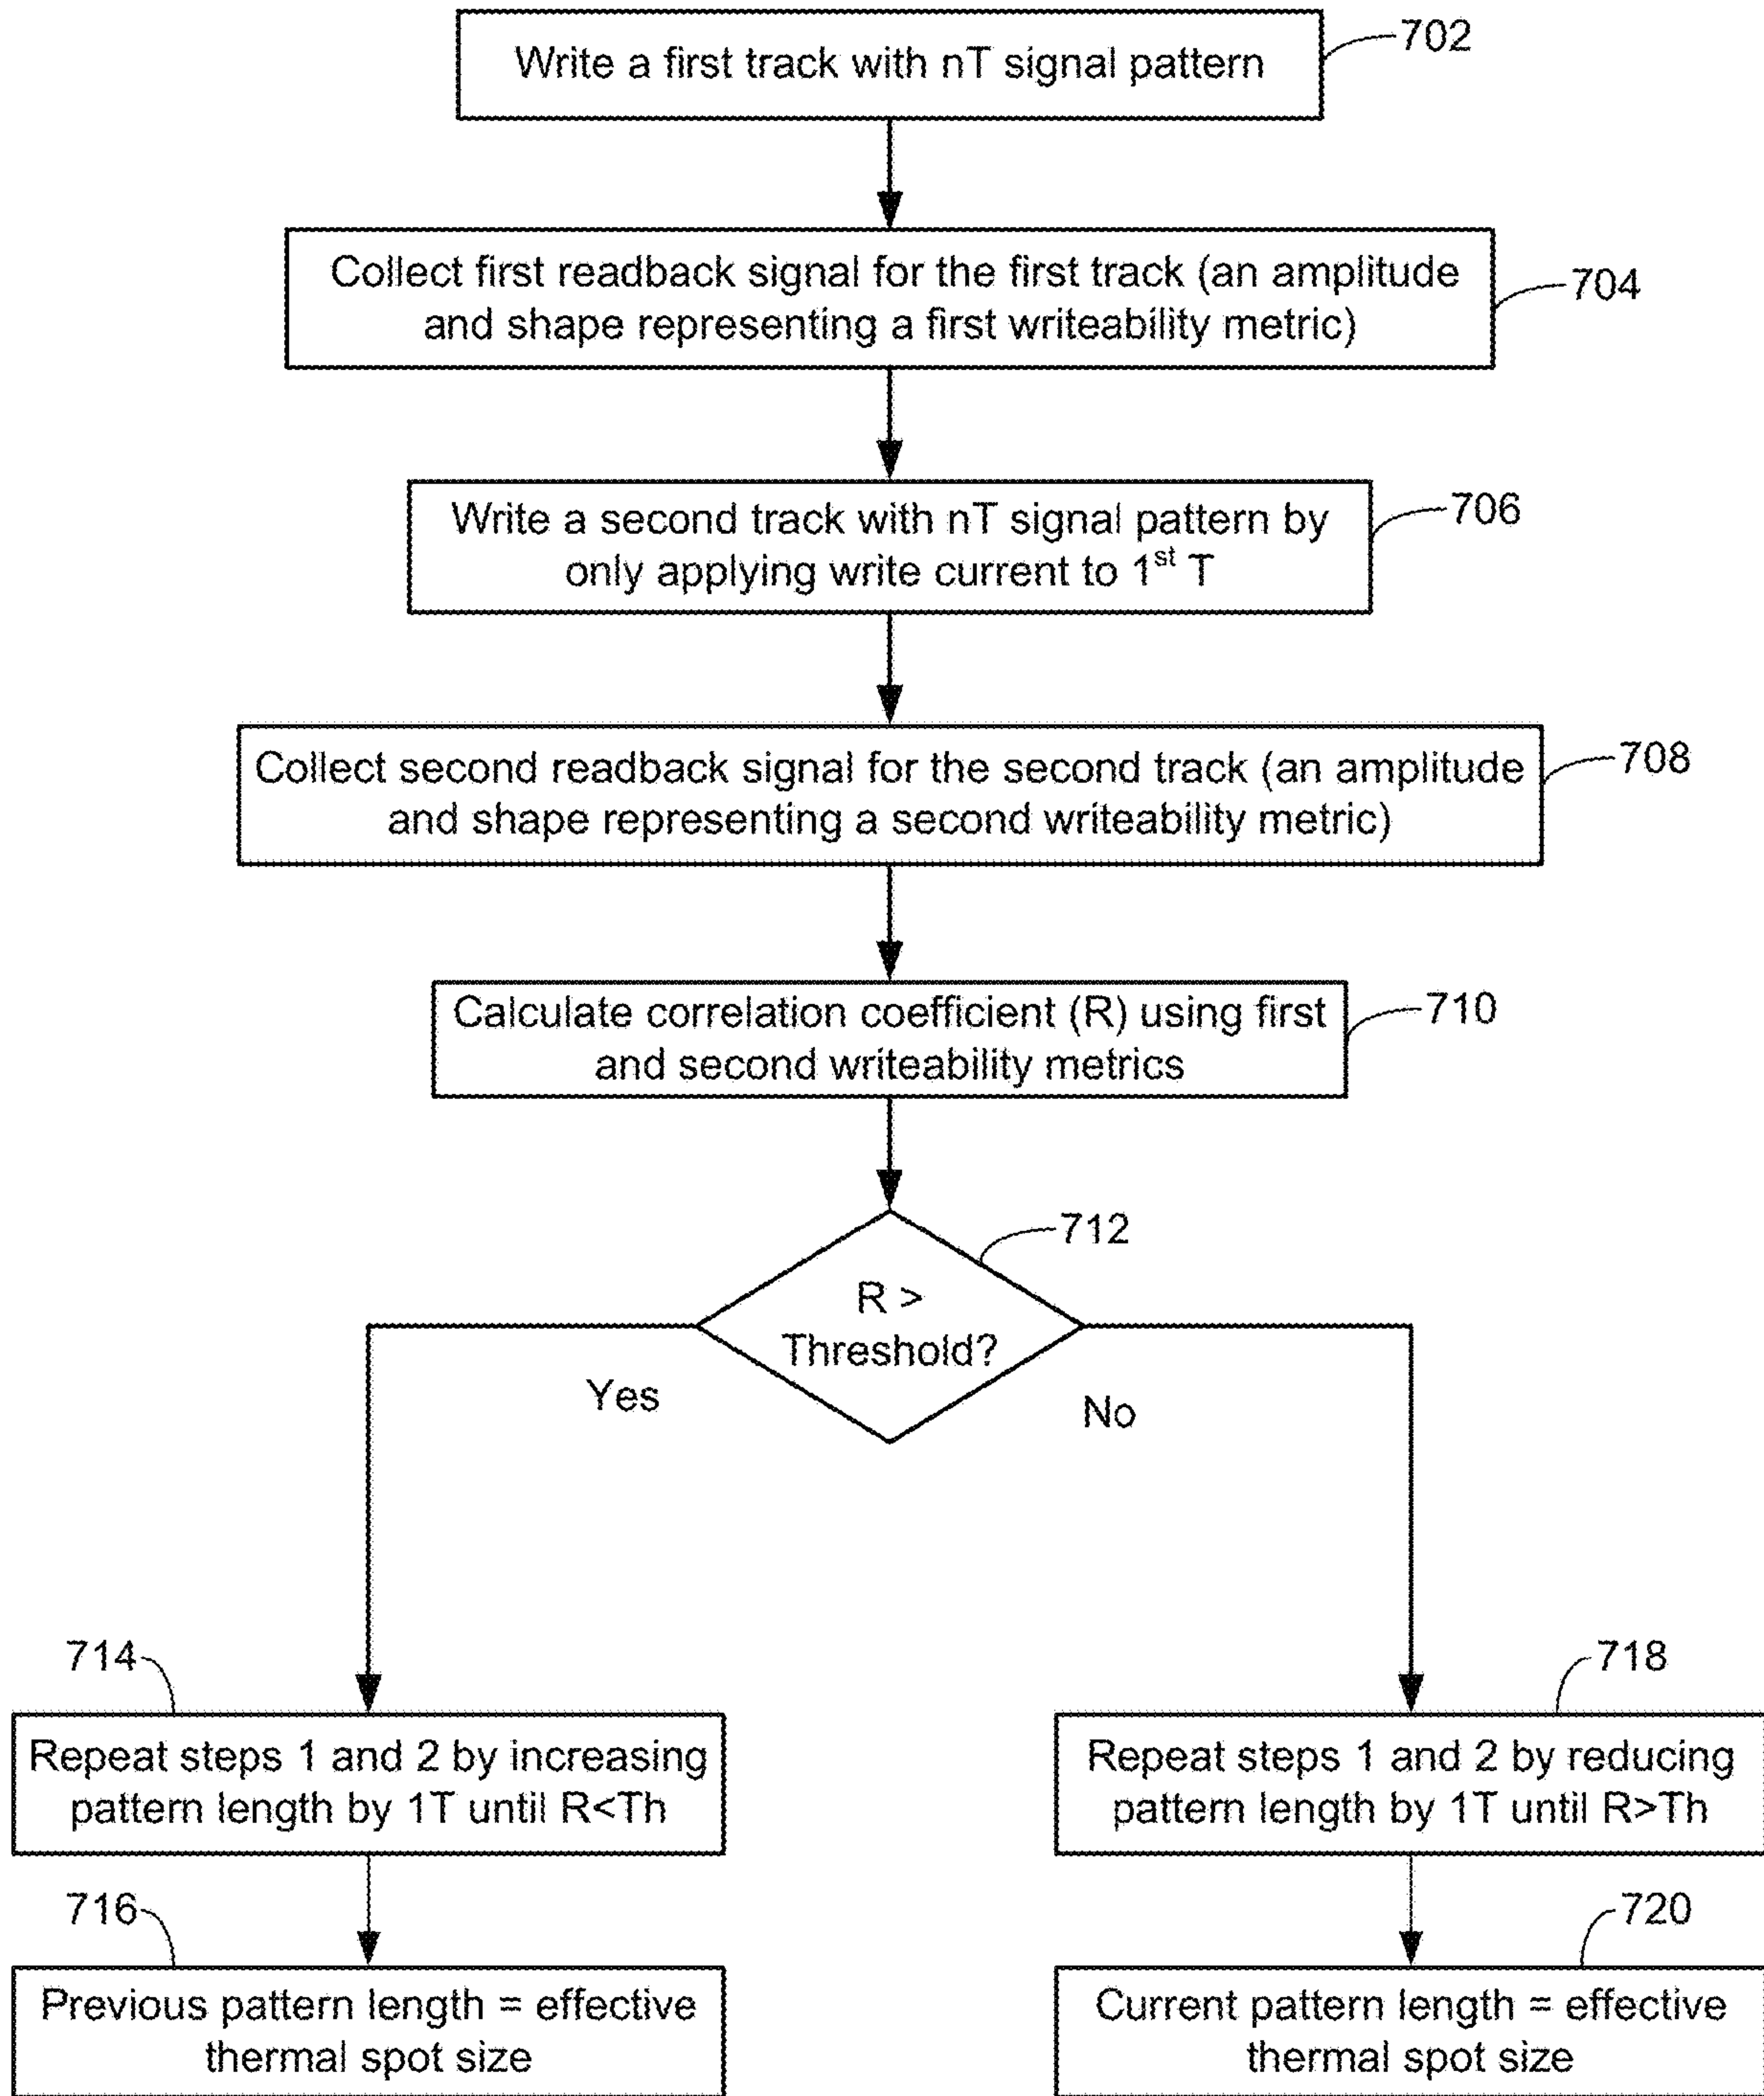 Write a first track with nT signal pattern
702
Collect first readback signal for the first track (an amplitude
and shape representing a first writeability metric)
704
Write a second track with nT signal pattern by
only applying write current to 1st T
706
Collect second readback signal for the second track (an amplitude
and shape representing a second writeability metric)
708
Calculate correlation coefficient (R) using first
and second writeability metrics
710
712
R >
Threshold?
Yes
No
714
Repeat steps 1 and 2 by increasing
pattern length by 1T until R<Th
718
Repeat steps 1 and 2 by reducing
pattern length by 1T until R>Th
716
Previous pattern length = effective
thermal spot size
720
Current pattern length = effective
thermal spot size